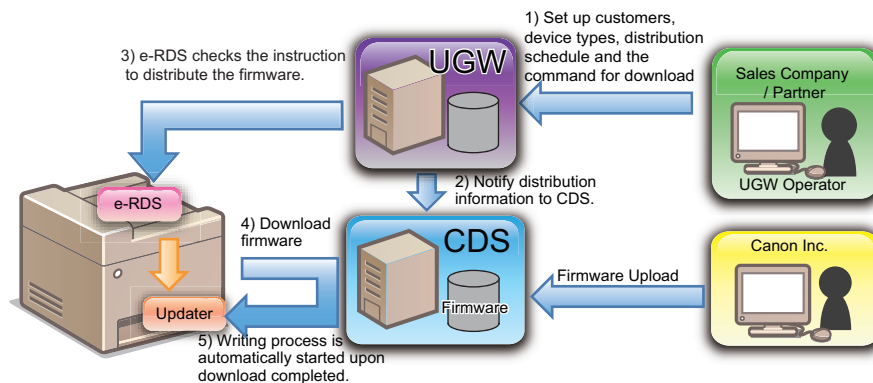 1) Set up customers,
device types, distribution
schedule and the
command for download
3) e-RDS checks the instruction
to distribute the firmware.
UGW
Sales Company
/ Partner
UGW Operator
2) Notify distribution
information to CDS.
e-RDS
4) Download
firmware
CDS
Firmware
Firmware Upload
Canon Inc.
Updater
5) Writing process is
automatically started upon
download completed.